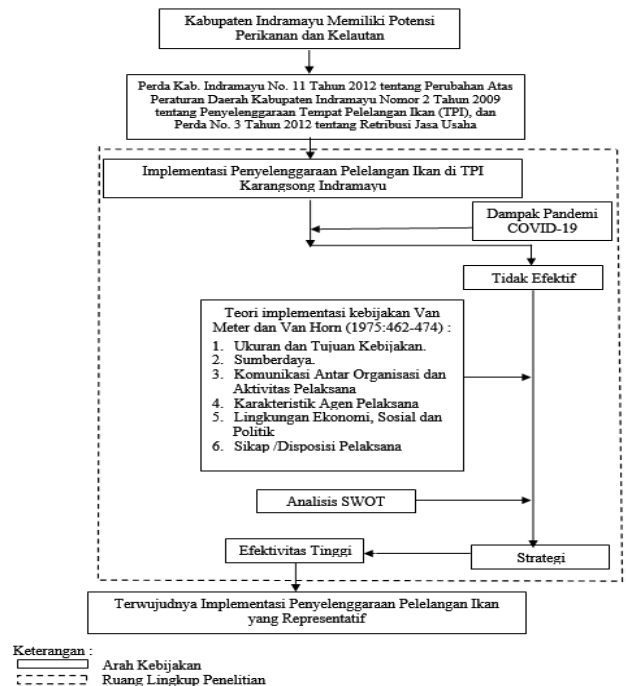 Kabupaten Indramayu Memiliki Potensi
Perikanan dan Kelautan
Perda Kab. Indramayu No. 11 Tahun 2012 tentang Perubahan Atas
Peraturan Daerah Kabupaten Indramayu Nomor 2 Tahun 2009
tentang Penyelenggaraan Tempat Pelelangan Ikan (TPI), dan
Perda No. 3 Tahun 2012 tentang Retribusi Jasa Usaha
Implementasi Penyelenggaraan Pelelangan Ikan di TPI
Karangsong Indramayu
Dampak Pandemi
COVID-19
Tidak Efektif
Teori implementasi kebijakan Van
Meter dan Van Horn (1975:462-474) :
1. Ukuran dan Tujuan Kebijakan.
2. Sumberdaya.
3. Komunikasi Antar Organisasi dan
Aktivitas Pelaksana
4. Karakteristik Agen Pelaksana
5. Lingkungan Ekonomi, Sosial dan
Politik
6. Sikap /Disposisi Pelaksana
Analisis SWOT
Efektivitas Tinggi
Strategi
Terwujudnya Implementasi Penyelenggaraan Pelelangan Ikan
yang Representatif
Keterangan :
Arah Kebijakan
Ruang Lingkup Penelitian